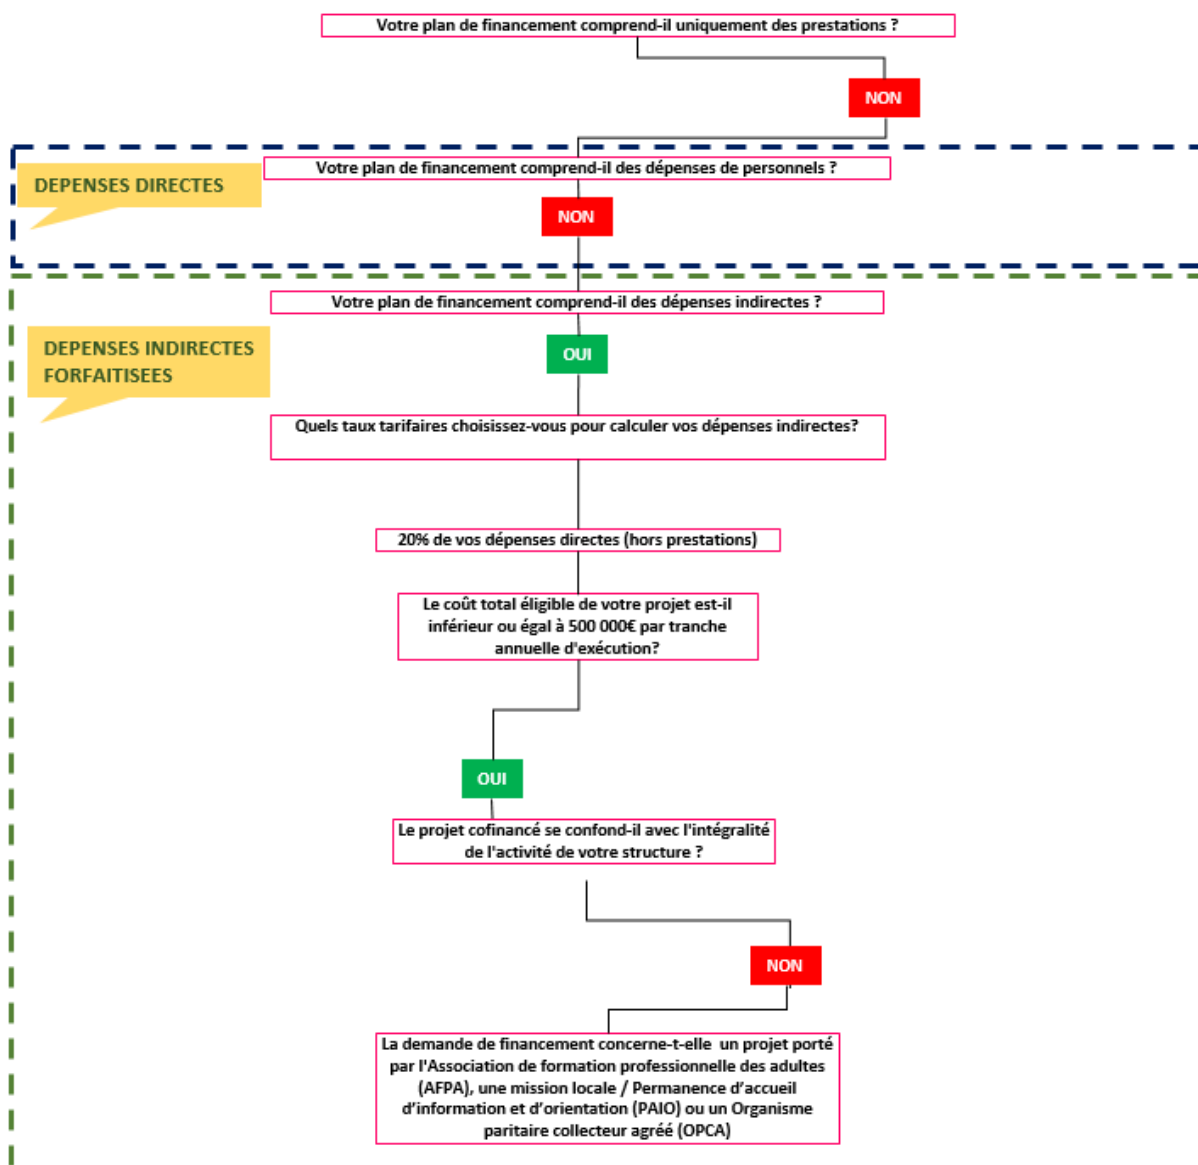 Votre plan de financement comprend-il uniquement des prestations ?
NON
Votre plan de financement comprend-il des dépenses de personnels ?
DEPENSES DIRECTES
NON
Votre plan de financement comprend-il des dépenses indirectes ?
DEPENSES INDIRECTES
FORFAITISEES
OUI
Quels taux tarifaires choisissez-vous pour calculer vos dépenses indirectes?
20% de vos dépenses directes (hors prestations)
Le coût total éligible de votre projet est-il
inférieur ou égal à 500 000€ par tranche
annuelle d'exécution?
OUI
Le projet cofinancé se confond-il avec l'intégralité
de l'activité de votre structure ?
NON
La demande de financement concerne-t-elle un projet porté
par l'Association de formation professionnelle des adultes
(AFPA), une mission locale / Permanence d’accueil
d’information et d’orientation (PAIO) ou un Organisme
paritaire collecteur agréé (OPCA)